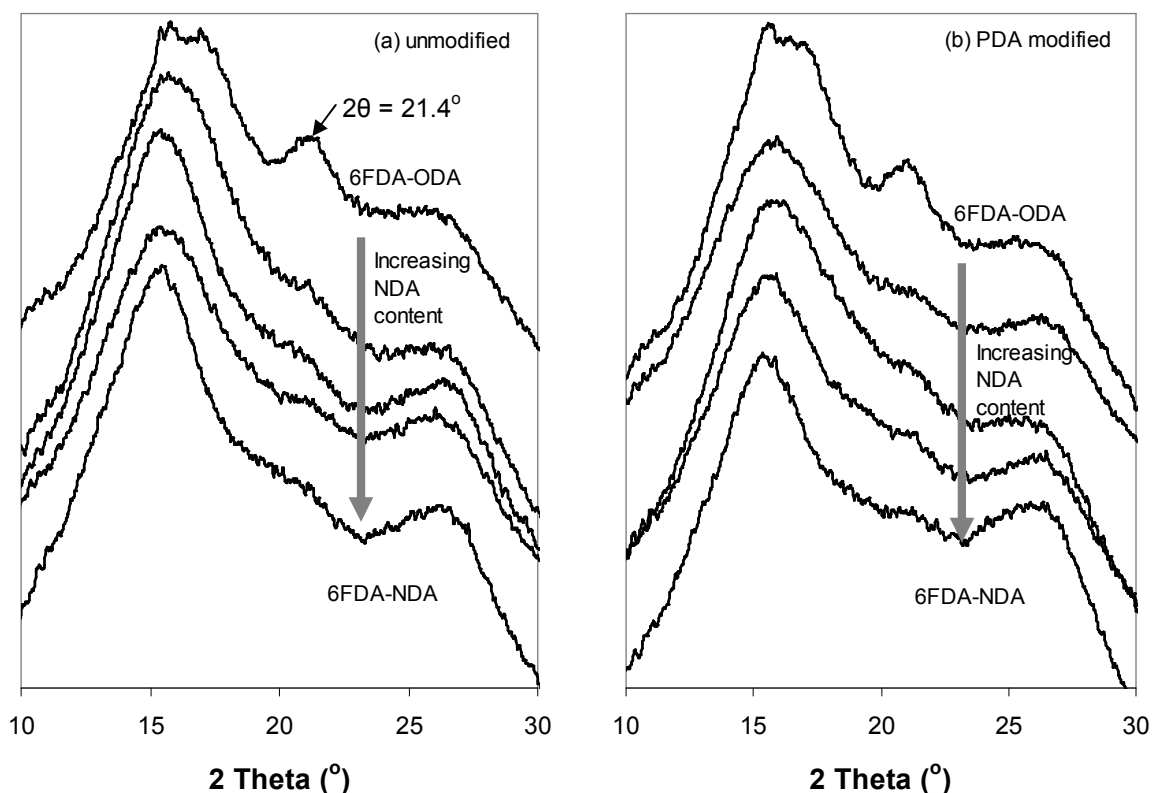 (a) unmodified
2θ = 21.4°
6FDA-ODA
Increasing
NDA
content
6FDA-NDA
10 15 20 25 30
2 Theta (°)
(b) PDA modified
6FDA-ODA
Increasing
NDA
content
6FDA-NDA
10 15 20 25 30
2 Theta (°)